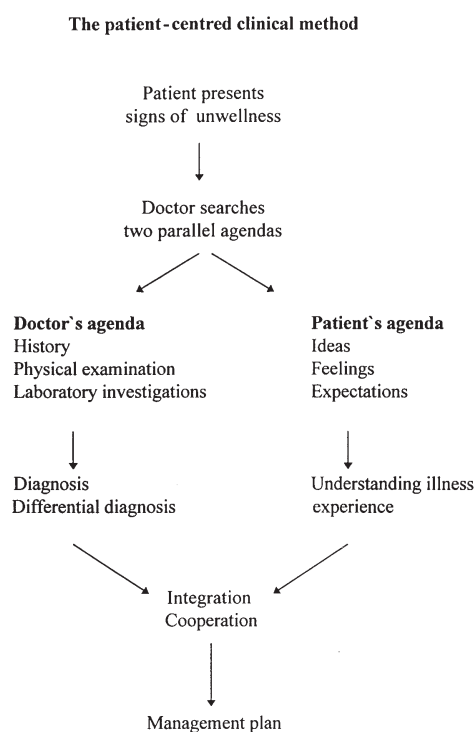 The patient-centred clinical method
Patient presents
signs of unwellness
Doctor searches
two parallel agendas
Doctor`s agenda
History
Physical examination
Laboratory investigations
Patient`s agenda
Ideas
Feelings
Expectations
Diagnosis
Differential diagnosis
Understanding illness
experience
Integration
Cooperation
Management plan